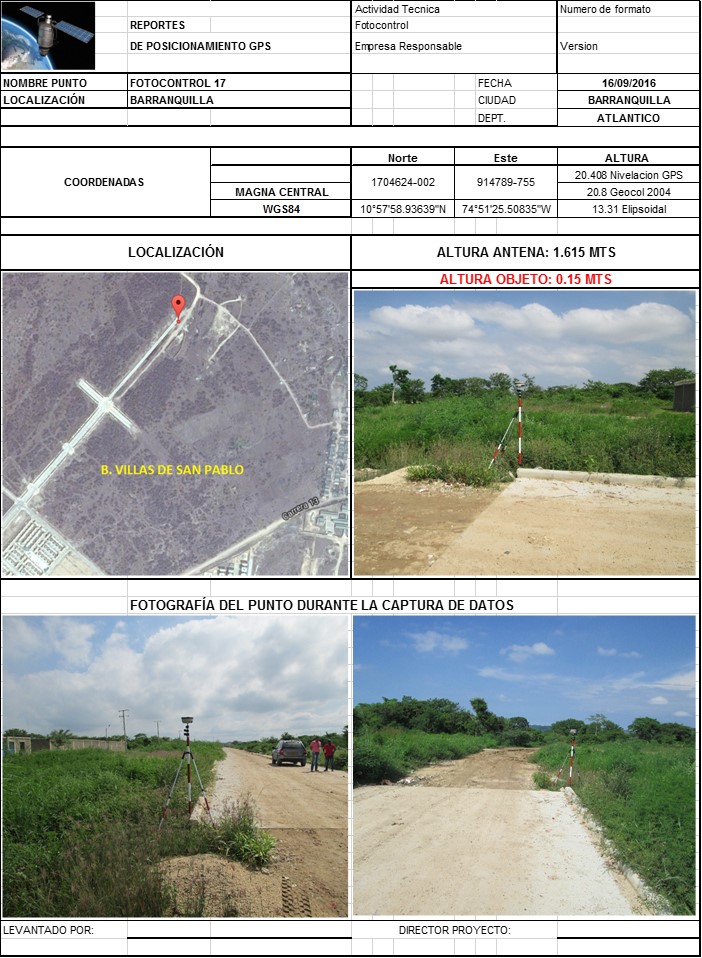 Actividad Tecnica
Numero de formato
REPORTES
Fotocontrol
DE POSICIONAMIENTO GPS
Empresa Responsable
Version
NOMBRE PUNTO
FOTOCONTROL 17
FECHA
16/09/2016
LOCALIZACIÓN
BARRANQUILLA
CIUDAD
BARRANQUILLA
DEPT.
ATLANTICO
COORDENADAS
Norte
Este
ALTURA
1704624-002
914789-755
20.408 Nivelacion GPS
MAGNA CENTRAL
20.8 Geocol 2004
WGS84
10°57'58.93639"N
74°51'25.50835"W
13.31 Elipsoidal
LOCALIZACIÓN
ALTURA ANTENA: 1.615 MTS
ALTURA OBJETO: 0.15 MTS
B. VILLAS DE SAN PABLO
Carrera 13
FOTOGRAFÍA DEL PUNTO DURANTE LA CAPTURA DE DATOS
LEVANTADO POR:
DIRECTOR PROYECTO: